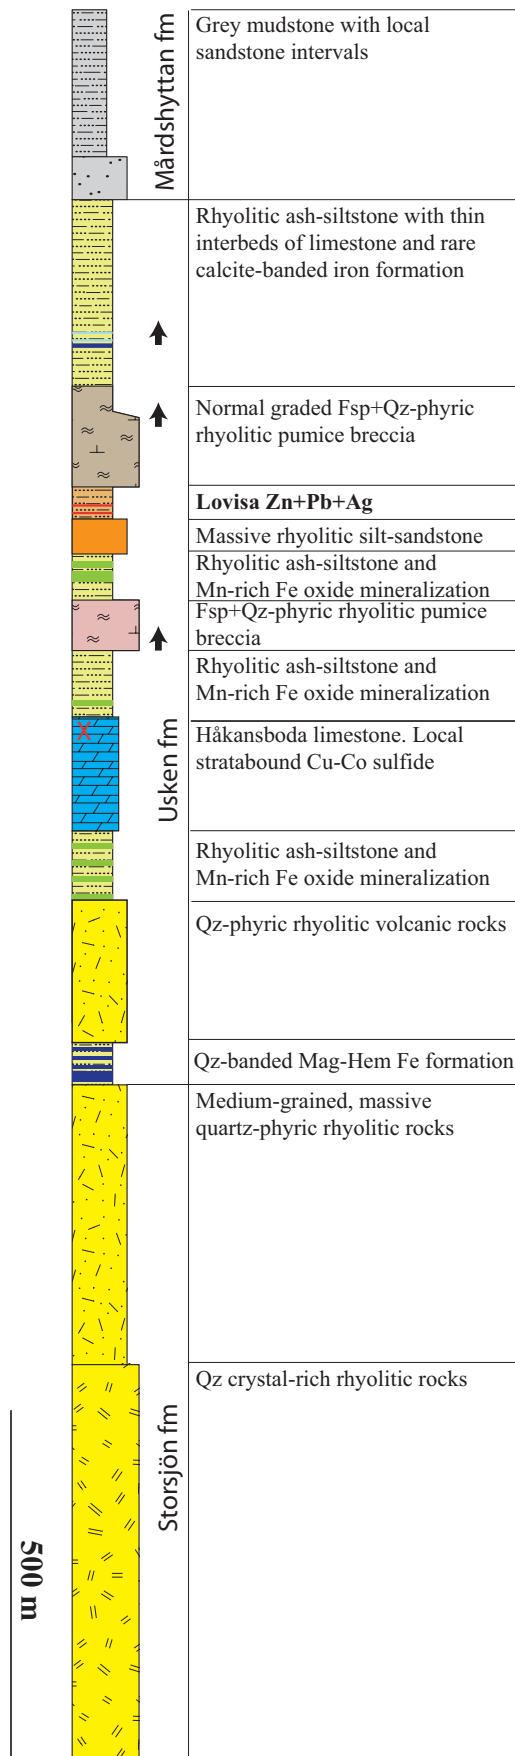 Mårdshyttan fm
Grey mudstone with local
sandstone intervals
Rhyolitic ash-siltstone with thin
interbeds of limestone and rare
calcite-banded iron formation
Normal graded Fsp+Qz-phyric
rhyolitic pumice breccia
Lovisa Zn+Pb+Ag
Massive rhyolitic silt-sandstone
Rhyolitic ash-siltstone and
Mn-rich Fe oxide mineralization
Fsp+Qz-phyric rhyolitic pumice
breccia
Rhyolitic ash-siltstone and
Mn-rich Fe oxide mineralization
Usken fm
X
Håkansboda limestone. Local
stratabound Cu-Co sulfide
Rhyolitic ash-siltstone and
Mn-rich Fe oxide mineralization
Qz-phyric rhyolitic volcanic rocks
Qz-banded Mag-Hem Fe formation
Medium-grained, massive
quartz-phyric rhyolitic rocks
Qz crystal-rich rhyolitic rocks
Storsjön fm
500 m